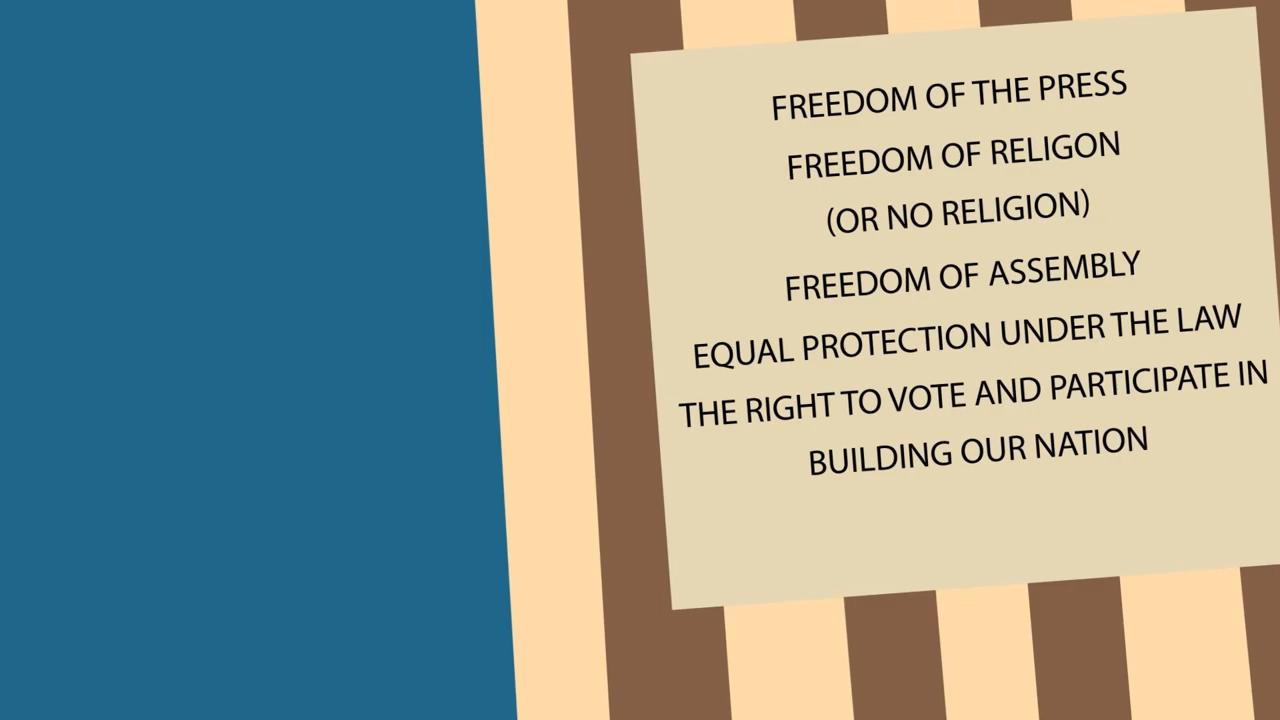 FREEDOM OF THE PRESS
FREEDOM OF RELIGON
(OR NO RELIGION)
FREEDOM OF ASSEMBLY
EQUAL PROTECTION UNDER THE LAW
THE RIGHT TO VOTE AND PARTICIPATE IN
BUILDING OUR NATION